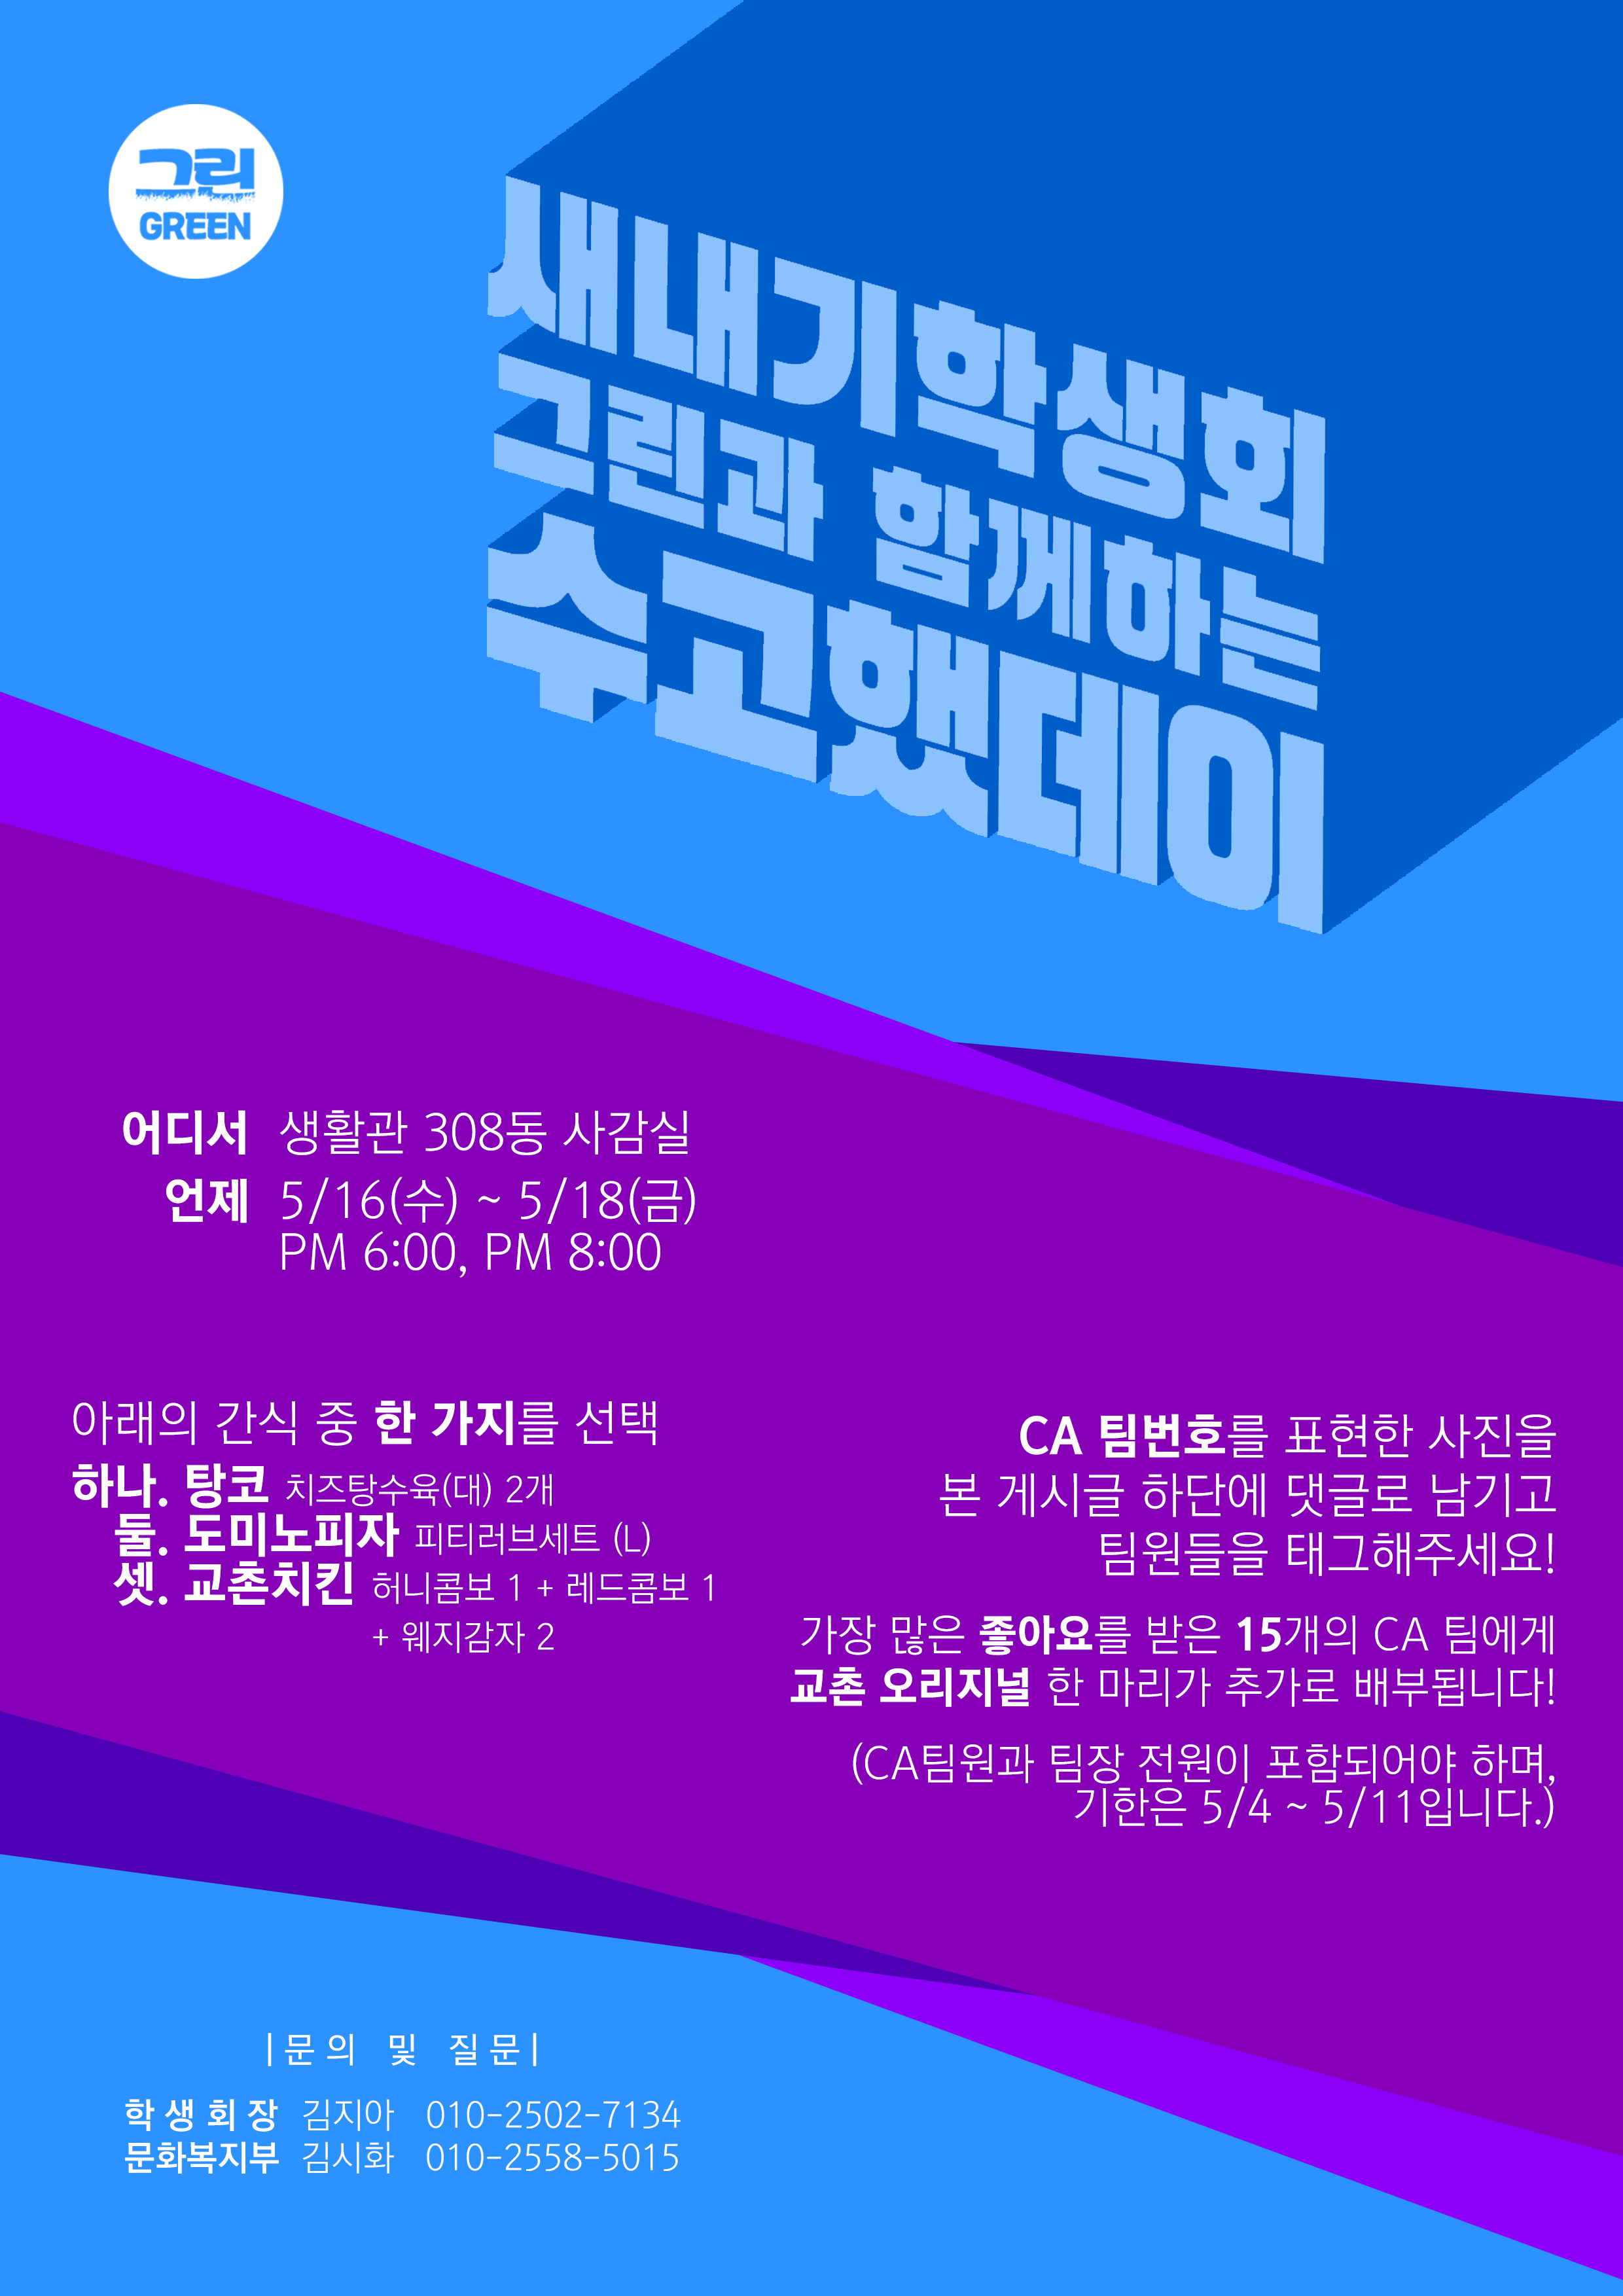 그린
GREEN
새내기학생회
그린과 함께하는
수고했데이
어디서 생활관 308동 사감실
언제 5/16(수) ~ 5/18(금)
PM 6:00, PM 8:00
아래의 간식 중 한 가지를 선택
하나. 탕코 치즈탕수육(대) 2개
둘. 도미노피자 피티러브세트 (L)
셋. 교촌치킨 허니콤보 1 + 레드콤보 1
+ 웨지감자 2
CA 팀번호를 표현한 사진을
본 게시글 하단에 댓글로 남기고
팀원들을 태그해주세요!
가장 많은 좋아요를 받은 15개의 CA 팀에게
교촌 오리지널 한 마리가 추가로 배부됩니다!
(CA팀원과 팀장 전원이 포함되어야 하며,
기한은 5/4 ~ 5/11입니다.)
|문의 및 질문|
학생회장 김지아 010-2502-7134
문화복지부 김시화 010-2558-5015